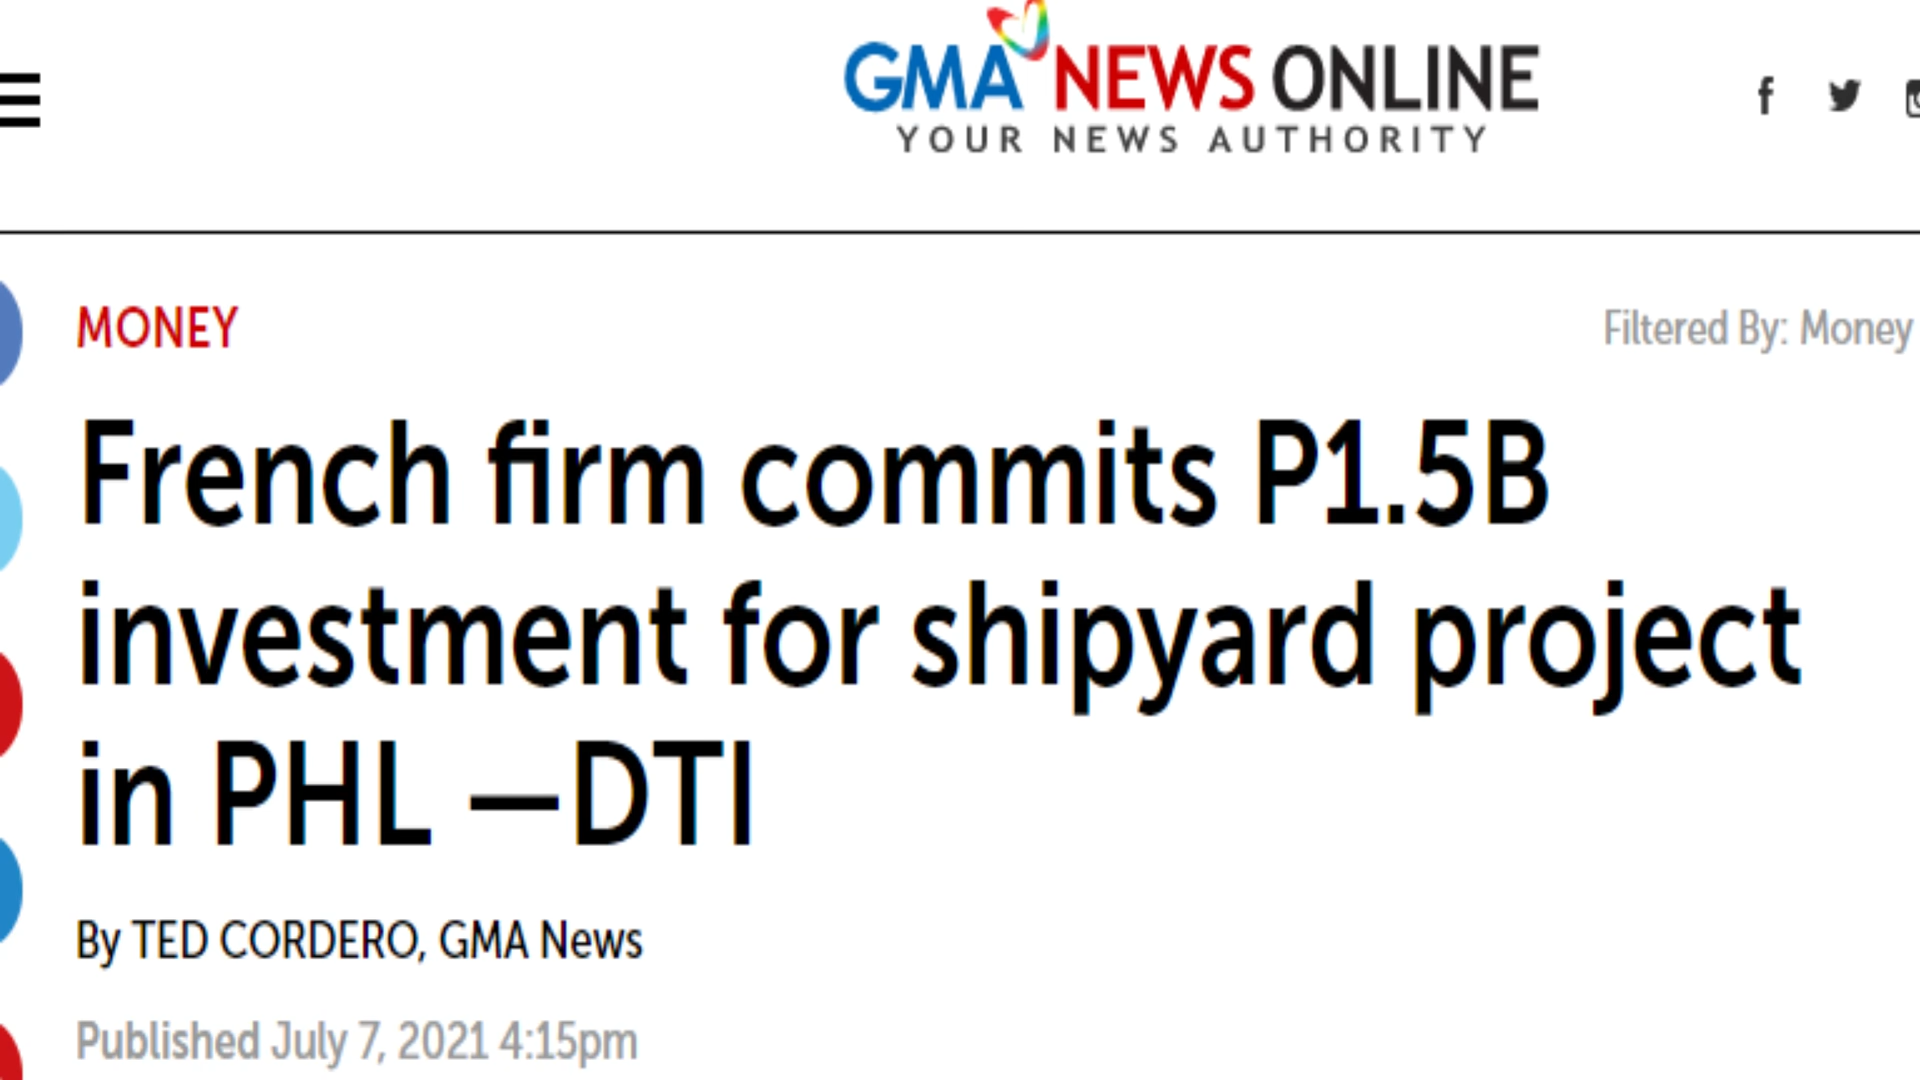 GMA NEWS ONLINE
YOUR NEWS AUTHORITY
MONEY
Filtered By: Money
French firm commits P1.5B
investment for shipyard project
in PHL —DTI
By TED CORDERO, GMA News
Published July 7, 2021 4:15pm